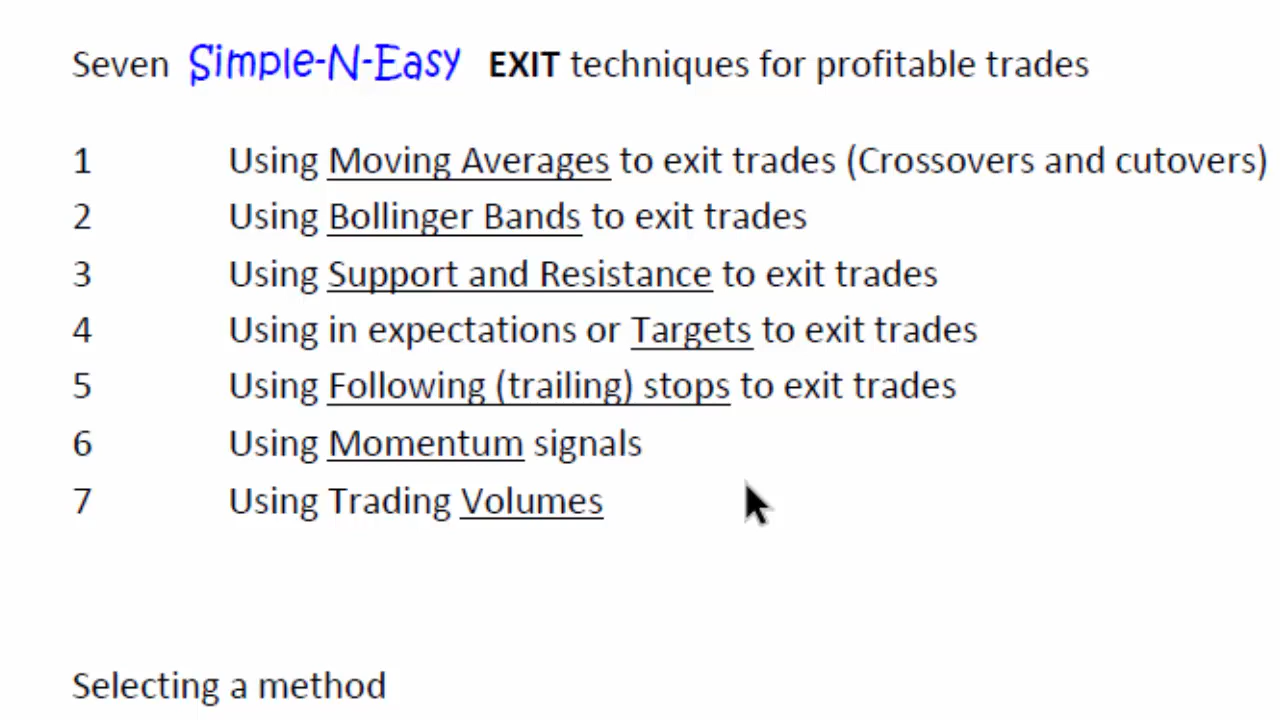 Seven Simple-N-Easy EXIT techniques for profitable trades
1 Using Moving Averages to exit trades (Crossovers and cutovers)
2 Using Bollinger Bands to exit trades
3 Using Support and Resistance to exit trades
4 Using in expectations or Targets to exit trades
5 Using Following (trailing) stops to exit trades
6 Using Momentum signals
7 Using Trading Volumes
Selecting a method